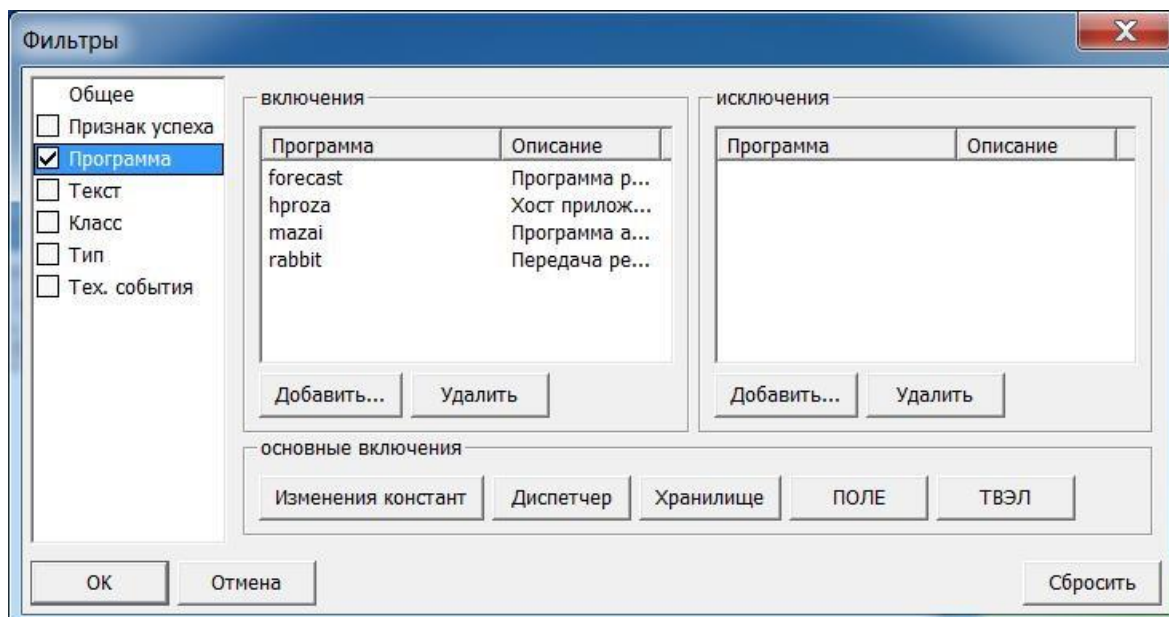 Фильтры
X
Общее
Признак успеха
Программа
Текст
Класс
Тип
Тех. события
включения
Программа Описание
forecast Программа р...
hproza Хост прилож...
mazai Программа а...
rabbit Передача ре...
Добавить... Удалить
исключения
Программа Описание
Добавить... Удалить
основные включения
Изменения констант Диспетчер Хранилище ПОЛЕ ТВЭЛ
OK Отмена Сбросить